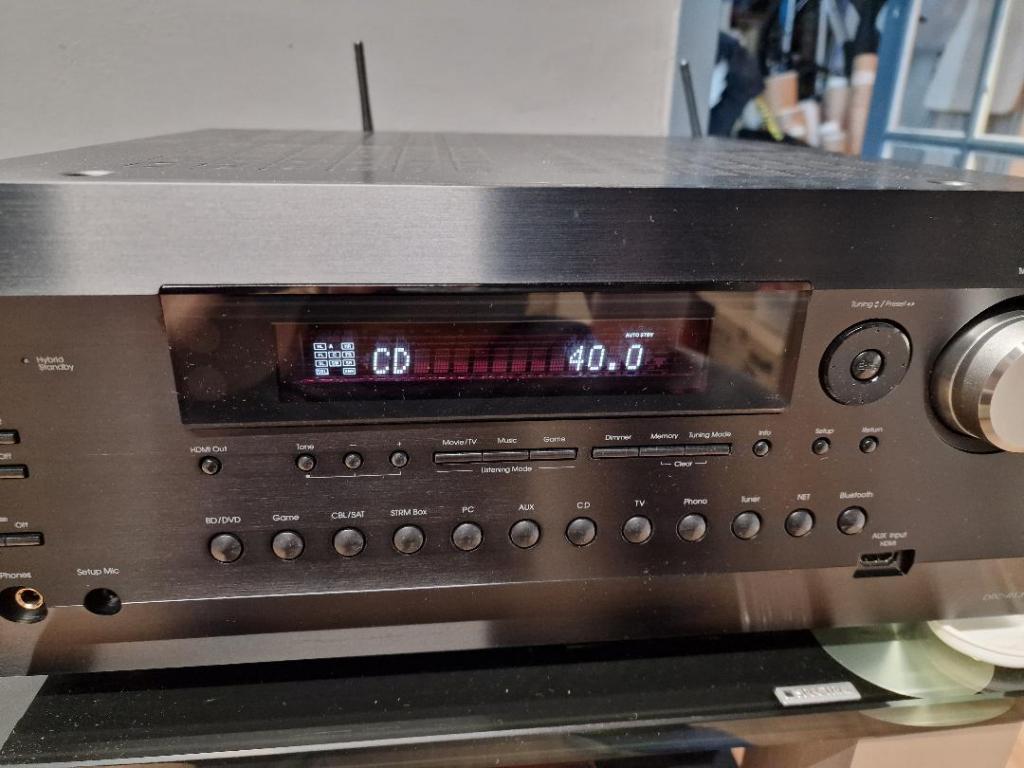 Tuning / Preset
AUTO STBY
A
CD 40.0
Hybrid
Standby
HDMI Out
Tone - +
Movie/TV Music Game
Listening Mode
Dimmer Memory Tuning Mode
Clear
Info
Setup
Return
Off
Off
BD/DVD Game CBL/SAT STRM Box PC AUX CD TV Phono Tuner NET Bluetooth
AUX Input
HDMI
Phones
Setup Mic